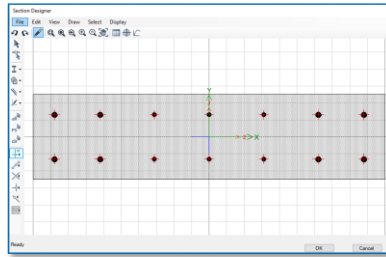 Section Designer
File Edit View Draw Select Display
Y
X
Ready
OK Cancel